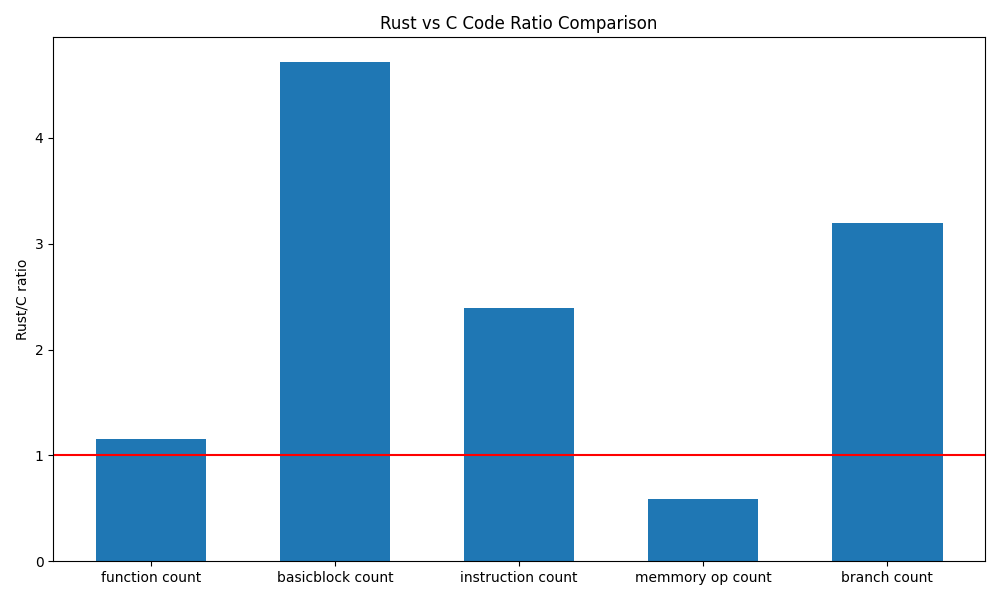 Rust vs C Code Ratio Comparison
Rust/C ratio
4
3
2
1
0
function count
basicblock count
instruction count
memmory op count
branch count